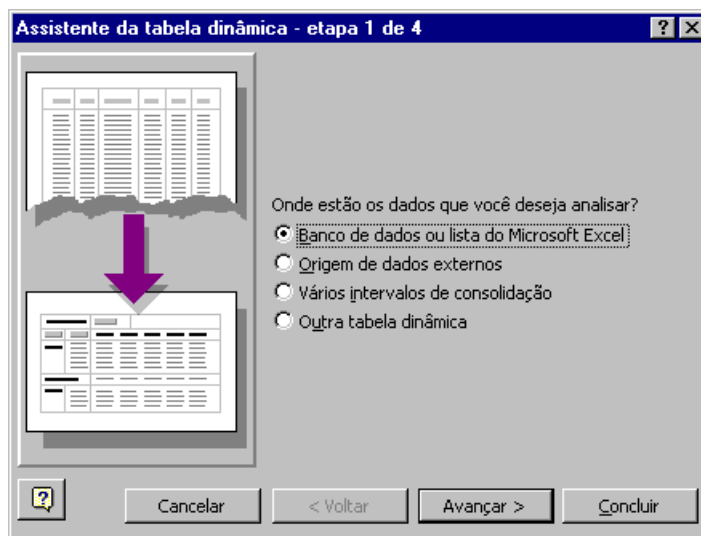 Assistente da tabela dinâmica - etapa 1 de 4
Onde estão os dados que você deseja analisar?
Banco de dados ou lista do Microsoft Excel
Origem de dados externos
Vários intervalos de consolidação
Outra tabela dinâmica
Cancelar
< Voltar
Avançar >
Concluir